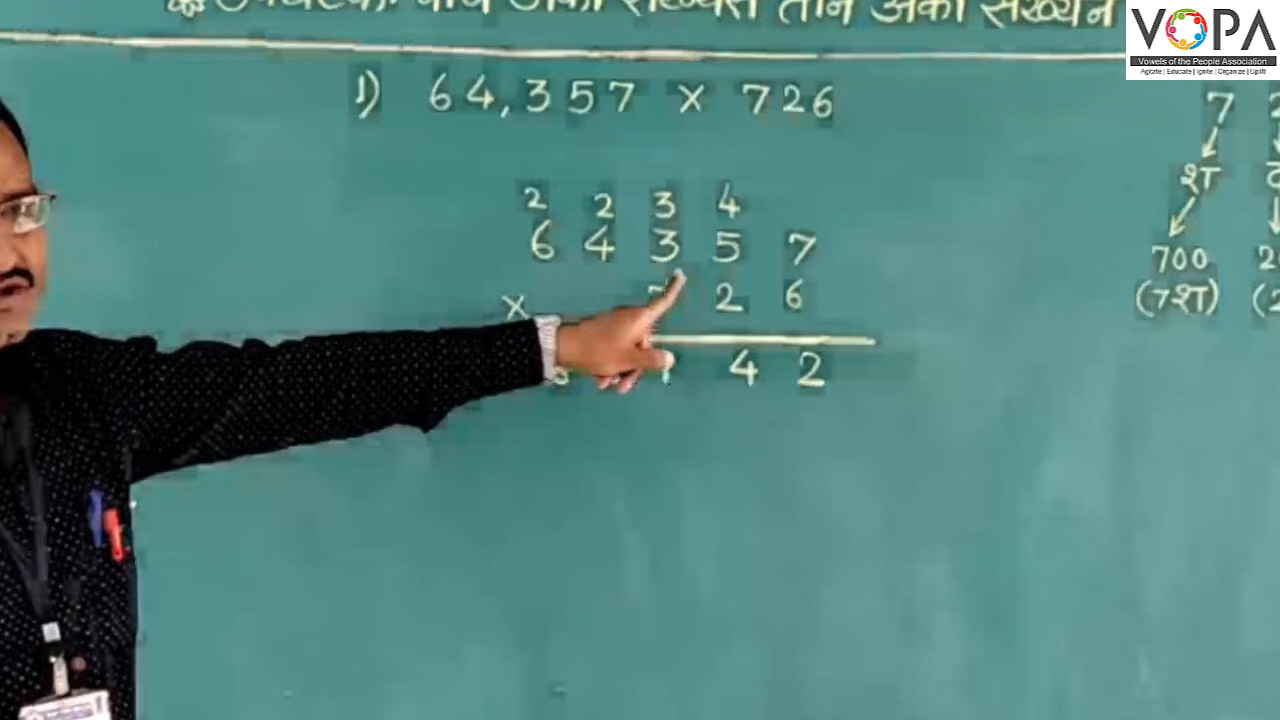 उपघटक: पाच अंकी संख्येस तीन अंकी संख्येने
VOPA
Vowels of the People Association
Agitate | Educate | Ignite | Organize | Uplift
1) 64,357 × 726
2 2 3 4
6 4 3 5 7
× 2 6
4 2
7
श
700
(7श)